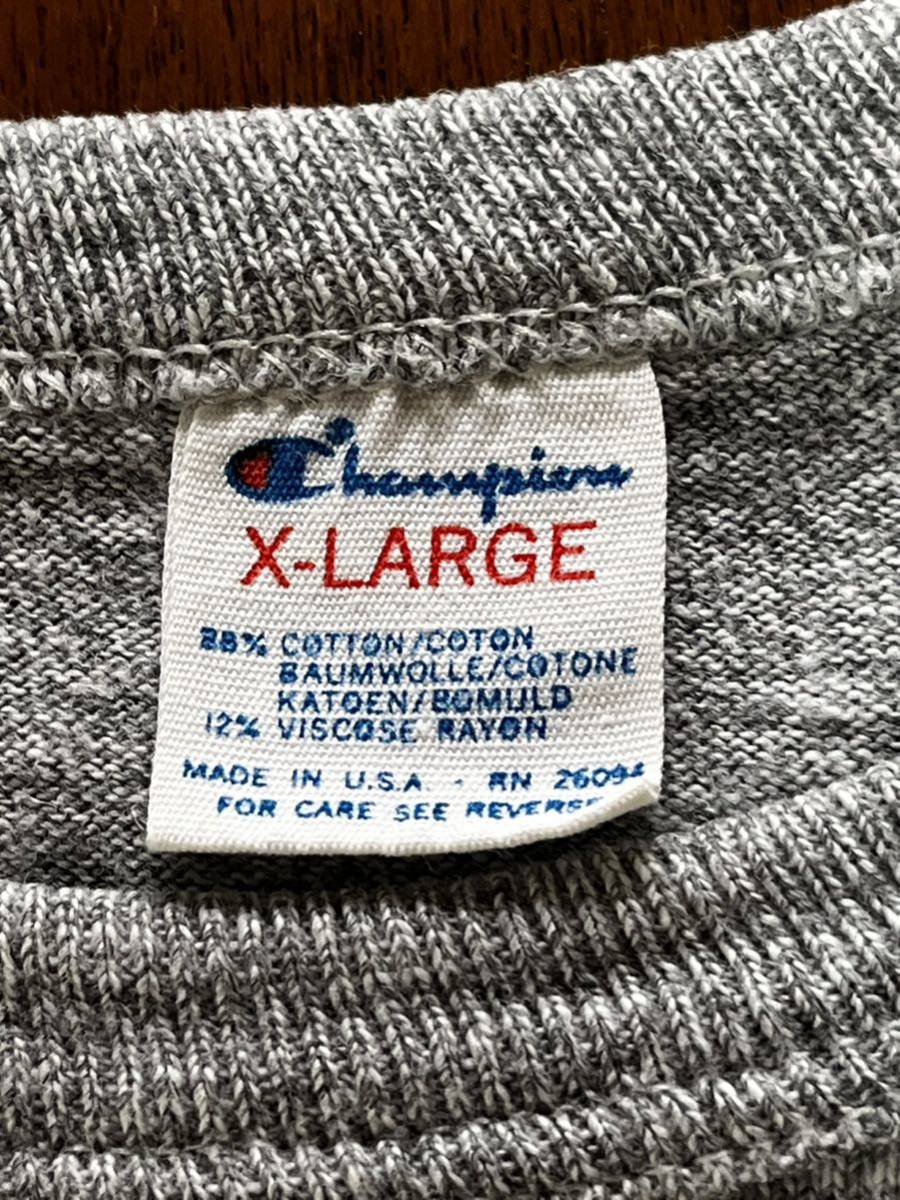 Champion
X-LARGE
88% COTTON/COTON
BAUMWOLLE/COTONE
KATOEN/BOMULD
12% VISCOSE RAYON
MADE IN U.S.A - RN 26094
FOR CARE SEE REVERSE